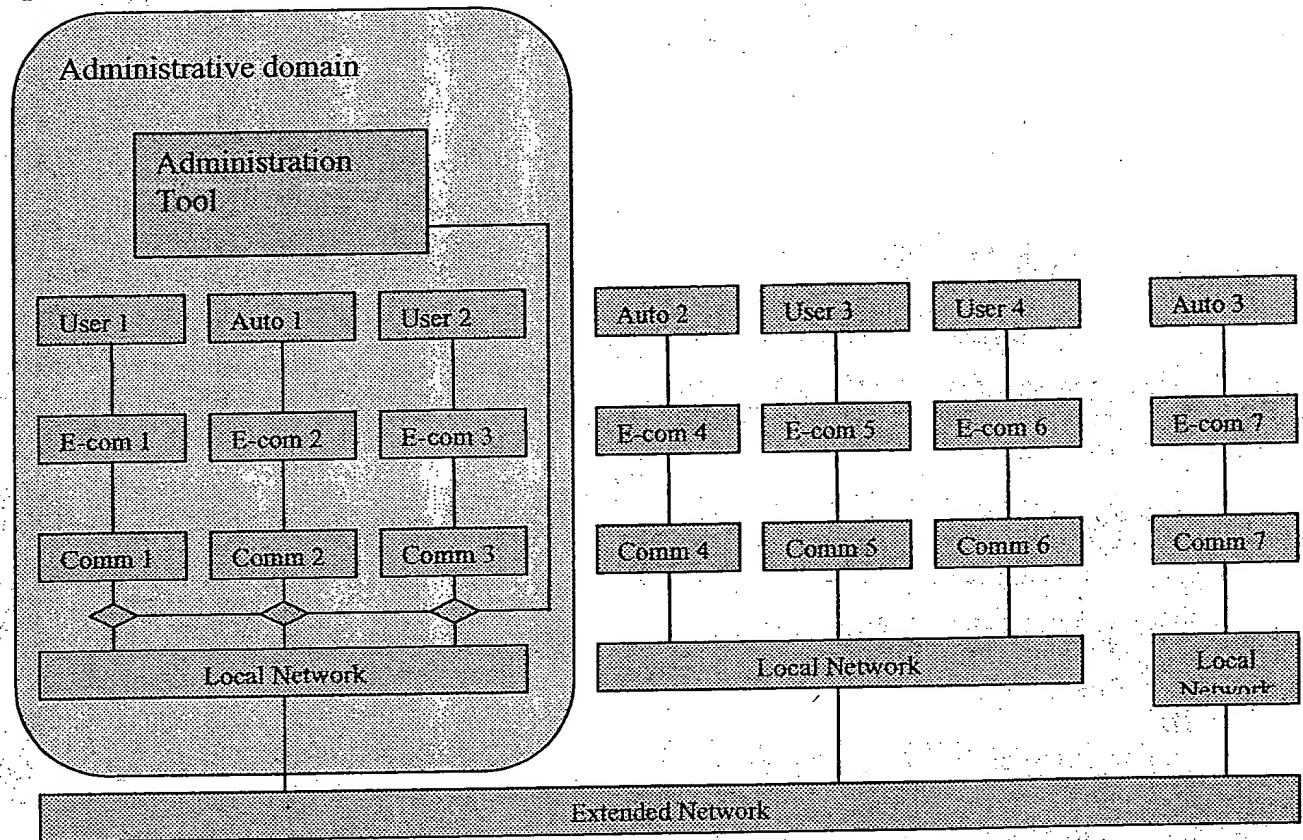 Administrative domain
Administration
Tool
User 1
Auto 1
User 2
Auto 2
User 3
User 4
Auto 3
E-com 1
E-com 2
E-com 3
E-com 4
E-com 5
E-com 6
E-com 7
Comm 1
Comm 2
Comm 3
Comm 4
Comm 5
Comm 6
Comm 7
Local Network
Local Network
Local
Network
Extended Network